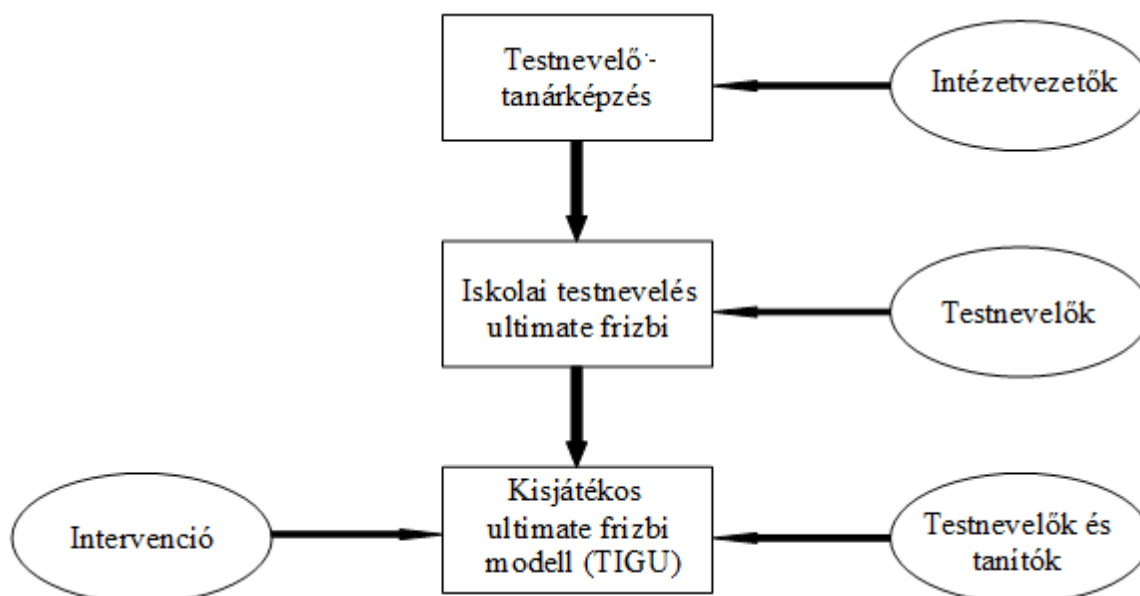 Testnevelő-
tanárképzés
Intézetvezetők
Iskolai testnevelés
ultimate frizbi
Testnevelők
Kisjátékos
ultimate frizbi
modell (TIGU)
Intervenció
Testnevelők és
tanítók